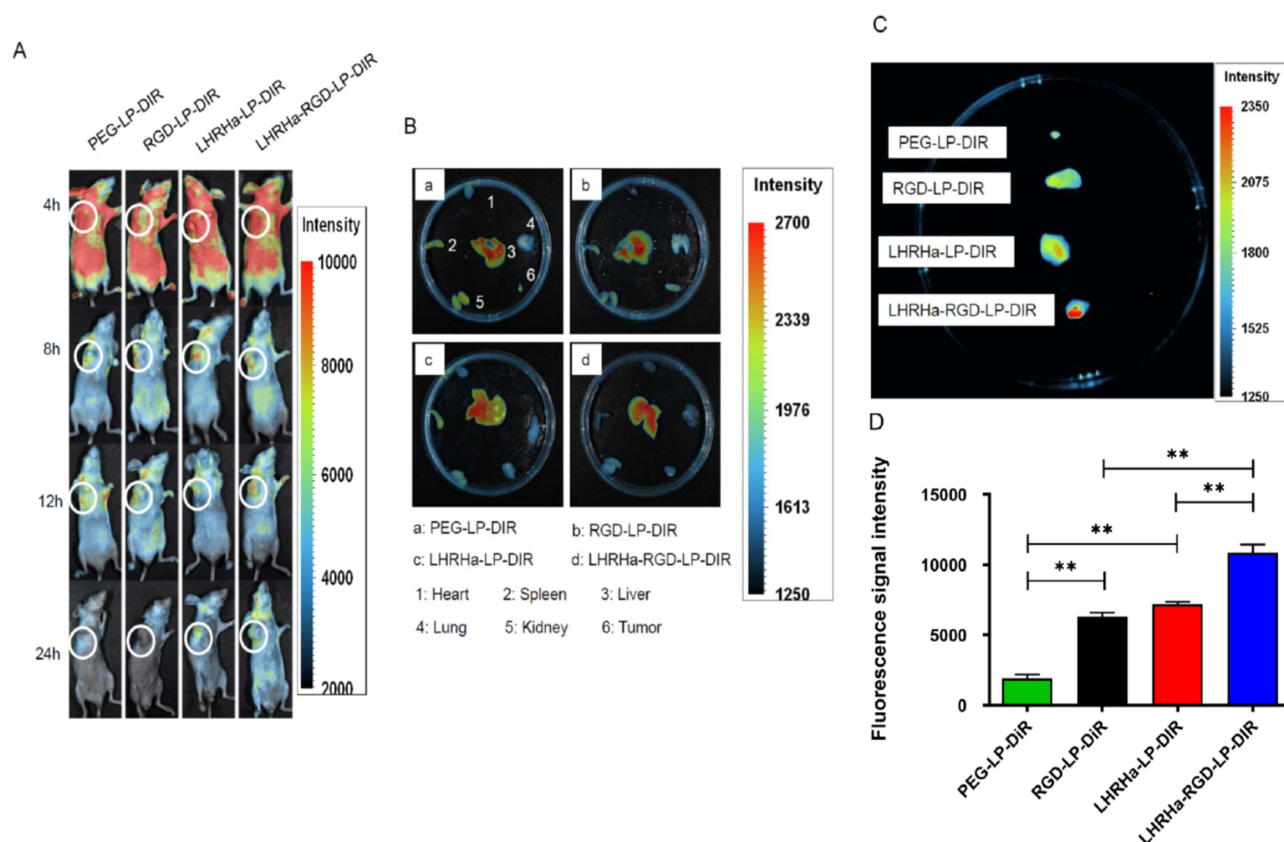 A
PEG-LP-DIR
RGD-LP-DIR
LHRHa-LP-DIR
LHRHa-RGD-LP-DIR
4h
8h
12h
24h
Intensity
10000
8000
6000
4000
2000
B
a
1
2
3
4
5
6
b
c
d
Intensity
2700
2339
1976
1613
1250
a: PEG-LP-DIR
b: RGD-LP-DIR
c: LHRHa-LP-DIR
d: LHRHa-RGD-LP-DIR
1: Heart
2: Spleen
3: Liver
4: Lung
5: Kidney
6: Tumor
C
PEG-LP-DIR
RGD-LP-DIR
LHRHa-LP-DIR
LHRHa-RGD-LP-DIR
Intensity
2350
2075
1800
1525
1250
D
Fluorescence signal intensity
15000
10000
5000
0
**
**
**
**
PEG-LP-DiR
RGD-LP-DIR
LHRHa-LP-DIR
LHRHa-RGD-LP-DIR